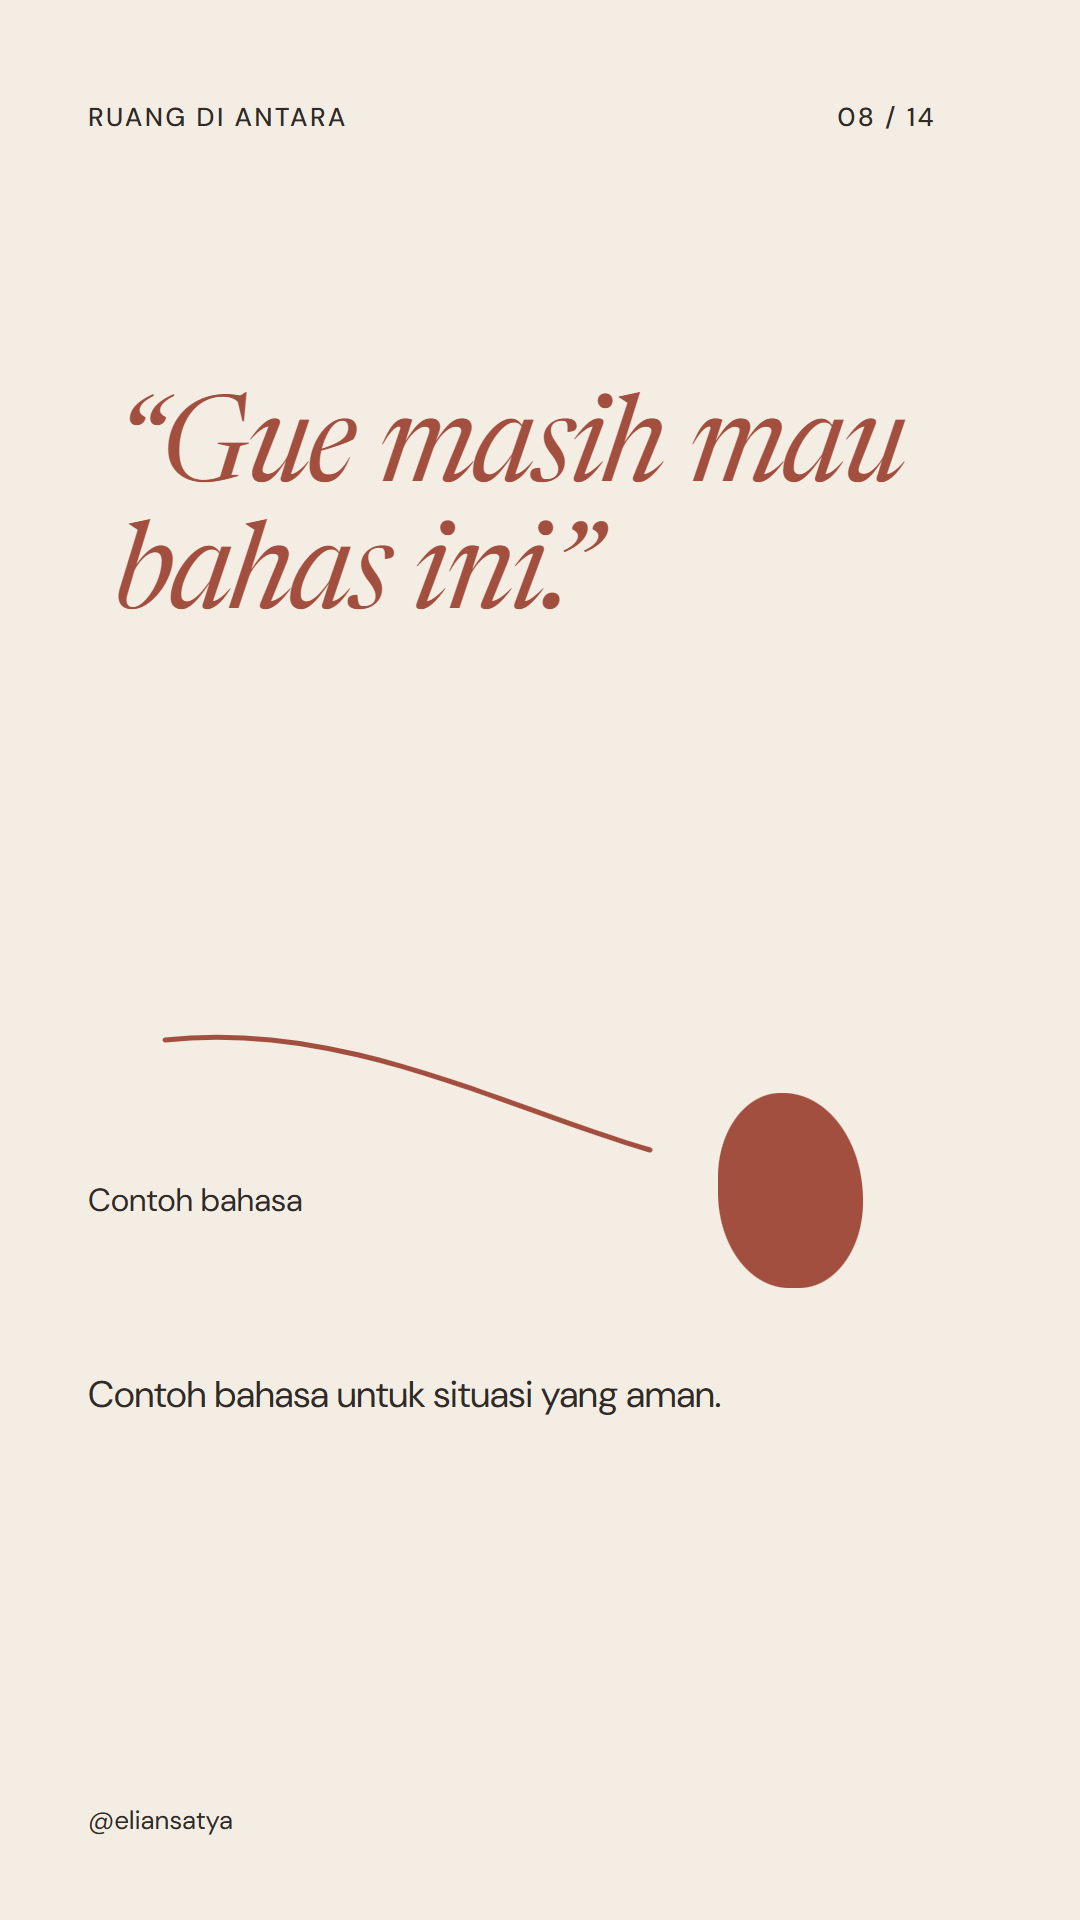 RUANG DI ANTARA
08 / 14
“Gue masih mau
bahas ini.”
Contoh bahasa
Contoh bahasa untuk situasi yang aman.
@eliansatya